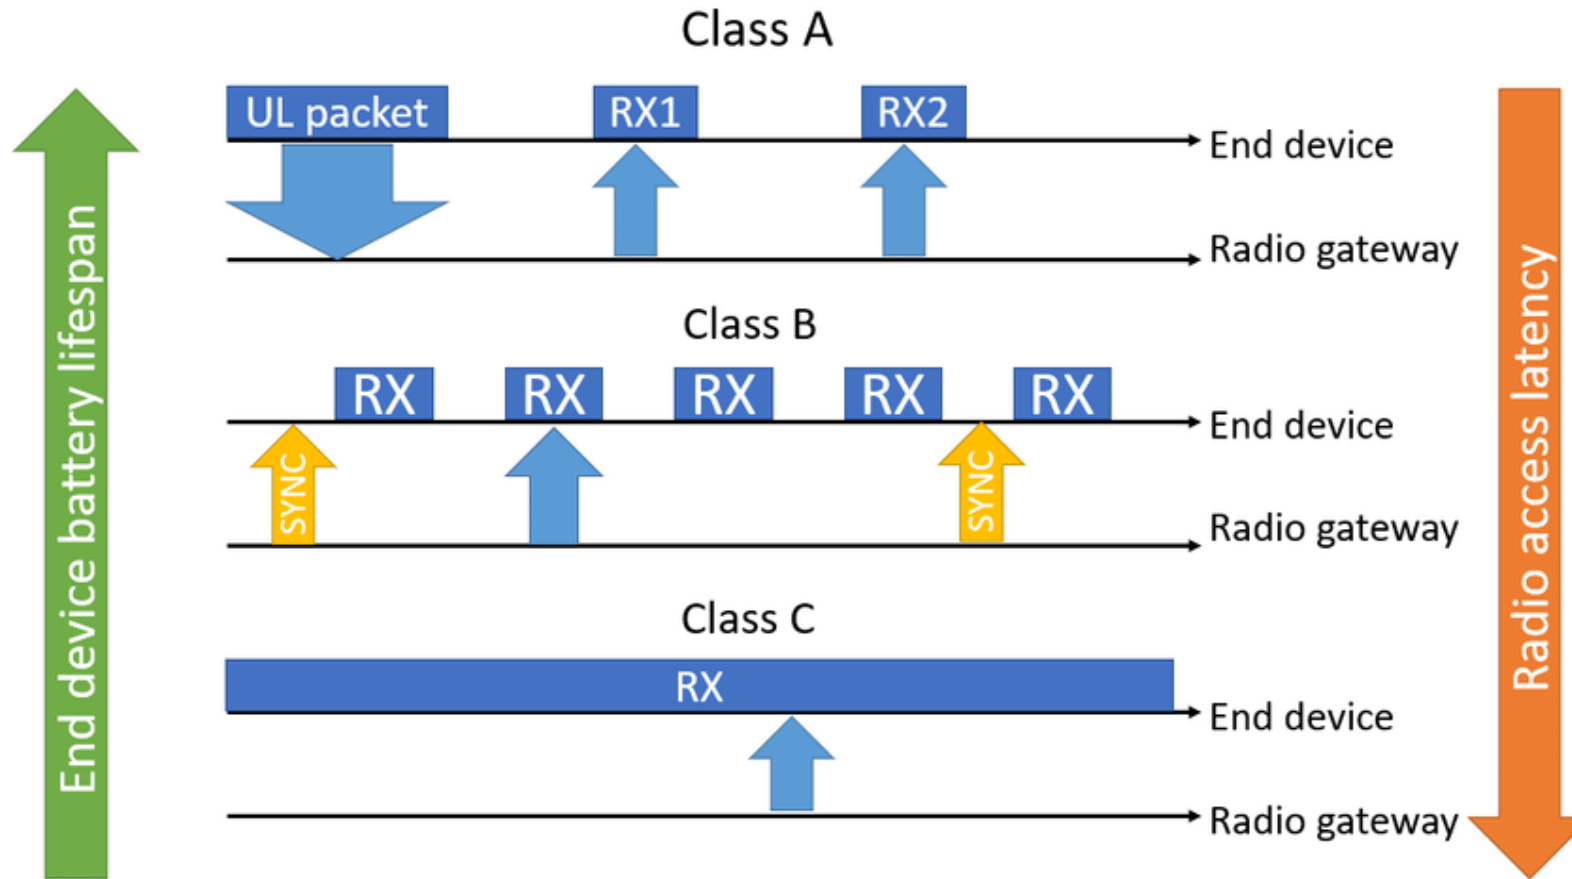 Class A
UL packet
RX1
RX2
End device
Radio gateway
Class B
RX
RX
RX
RX
RX
End device
SYNC
SYNC
Radio gateway
Class C
RX
End device
Radio gateway
End device battery lifespan
Radio access latency